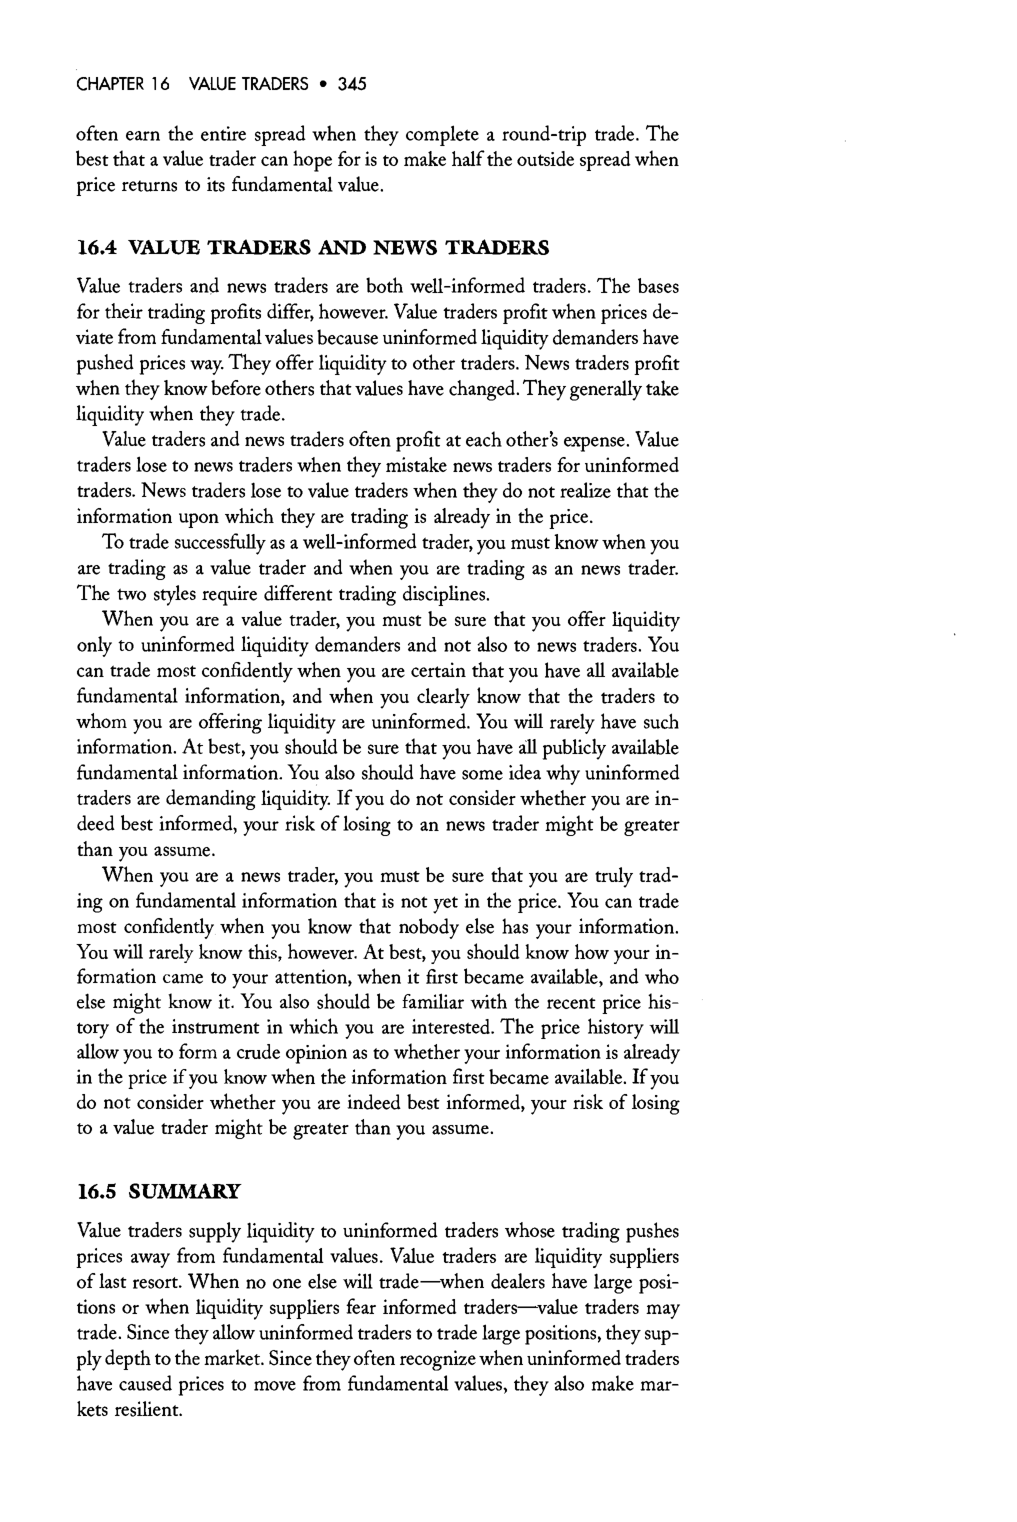 CHAPTER 16 VALUE TRADERS • 345
often earn the entire spread when they complete a round-trip trade. The
best that a value trader can hope for is to make half the outside spread when
price returns to its fundamental value.
16.4 VALUE TRADERS AND NEWS TRADERS
Value traders and news traders are both well-informed traders. The bases
for their trading profits differ, however. Value traders profit when prices de-
viate from fundamental values because uninformed liquidity demanders have
pushed prices way. They offer liquidity to other traders. News traders profit
when they know before others that values have changed. They generally take
liquidity when they trade.
Value traders and news traders often profit at each other's expense. Value
traders lose to news traders when they mistake news traders for uninformed
traders. News traders lose to value traders when they do not realize that the
information upon which they are trading is already in the price.
To trade successfully as a well-informed trader, you must know when you
are trading as a value trader and when you are trading as an news trader.
The two styles require different trading disciplines.
When you are a value trader, you must be sure that you offer liquidity
only to uninformed liquidity demanders and not also to news traders. You
can trade most confidently when you are certain that you have all available
fundamental information, and when you clearly know that the traders to
whom you are offering liquidity are uninformed. You will rarely have such
information. At best, you should be sure that you have all publicly available
fundamental information. You also should have some idea why uninformed
traders are demanding liquidity. If you do not consider whether you are in-
deed best informed, your risk of losing to an news trader might be greater
than you assume.
When you are a news trader, you must be sure that you are truly trad-
ing on fundamental information that is not yet in the price. You can trade
most confidently when you know that nobody else has your information.
You will rarely know this, however. At best, you should know how your in-
formation came to your attention, when it first became available, and who
else might know it. You also should be familiar with the recent price his-
tory of the instrument in which you are interested. The price history will
allow you to form a crude opinion as to whether your information is already
in the price if you know when the information first became available. If you
do not consider whether you are indeed best informed, your risk of losing
to a value trader might be greater than you assume.
16.5 SUMMARY
Value traders supply liquidity to uninformed traders whose trading pushes
prices away from fundamental values. Value traders are liquidity suppliers
of last resort. When no one else will trade—when dealers have large posi-
tions or when liquidity suppliers fear informed traders—value traders may
trade. Since they allow uninformed traders to trade large positions, they sup-
ply depth to the market. Since they often recognize when uninformed traders
have caused prices to move from fundamental values, they also make mar-
kets resilient.